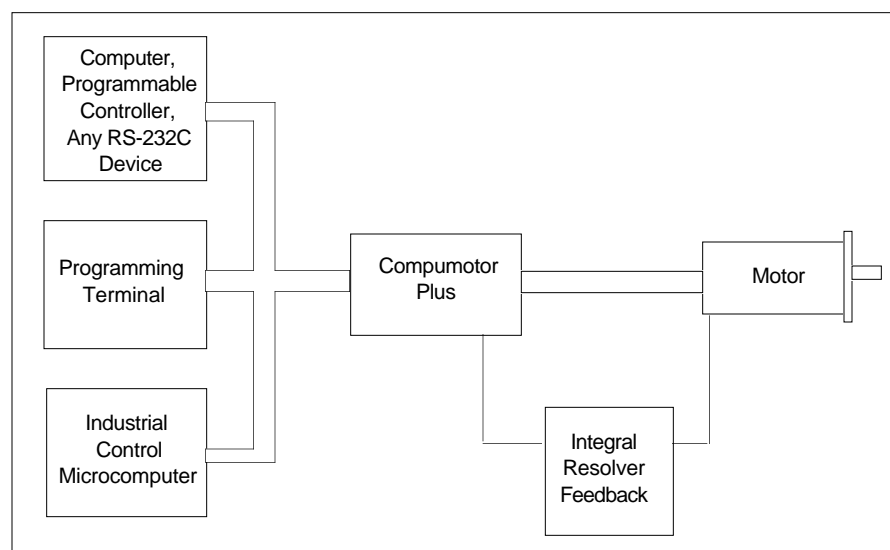 Computer,
Programmable
Controller,
Any RS-232C
Device
Programming
Terminal
Industrial
Control
Microcomputer
Compumotor
Plus
Motor
Integral
Resolver
Feedback